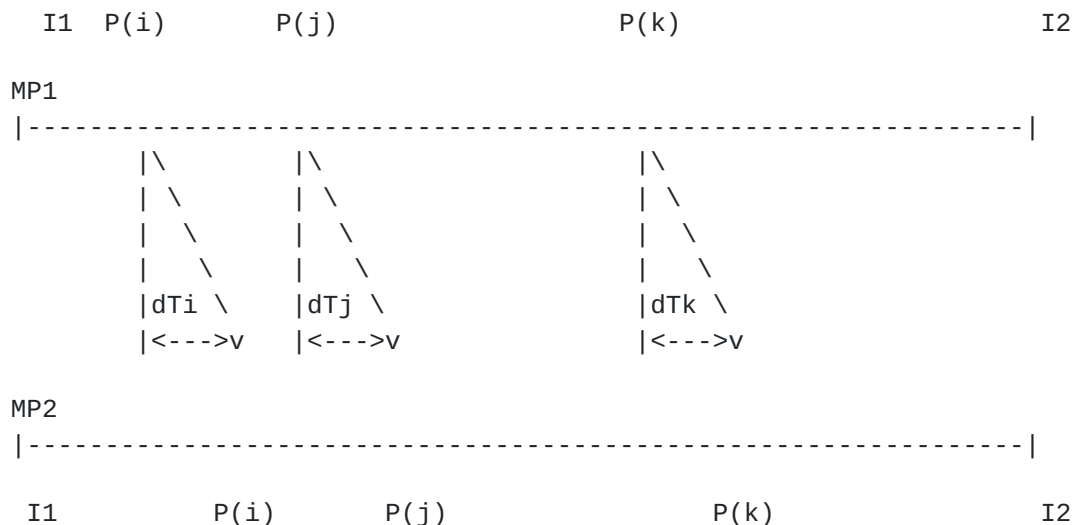 I1  P(i)       P(j)                  P(k)                       I2
MP1
|----------------------------------------------------------------|
|\        |\                     |\
| \       | \                    | \
|  \      |  \                   |  \
|   \     |   \                  |   \
|dTi \    |dTj \                 |dTk \
|<--->v   |<--->v                |<--->v
MP2
|----------------------------------------------------------------|
I1          P(i)       P(j)                 P(k)                 I2